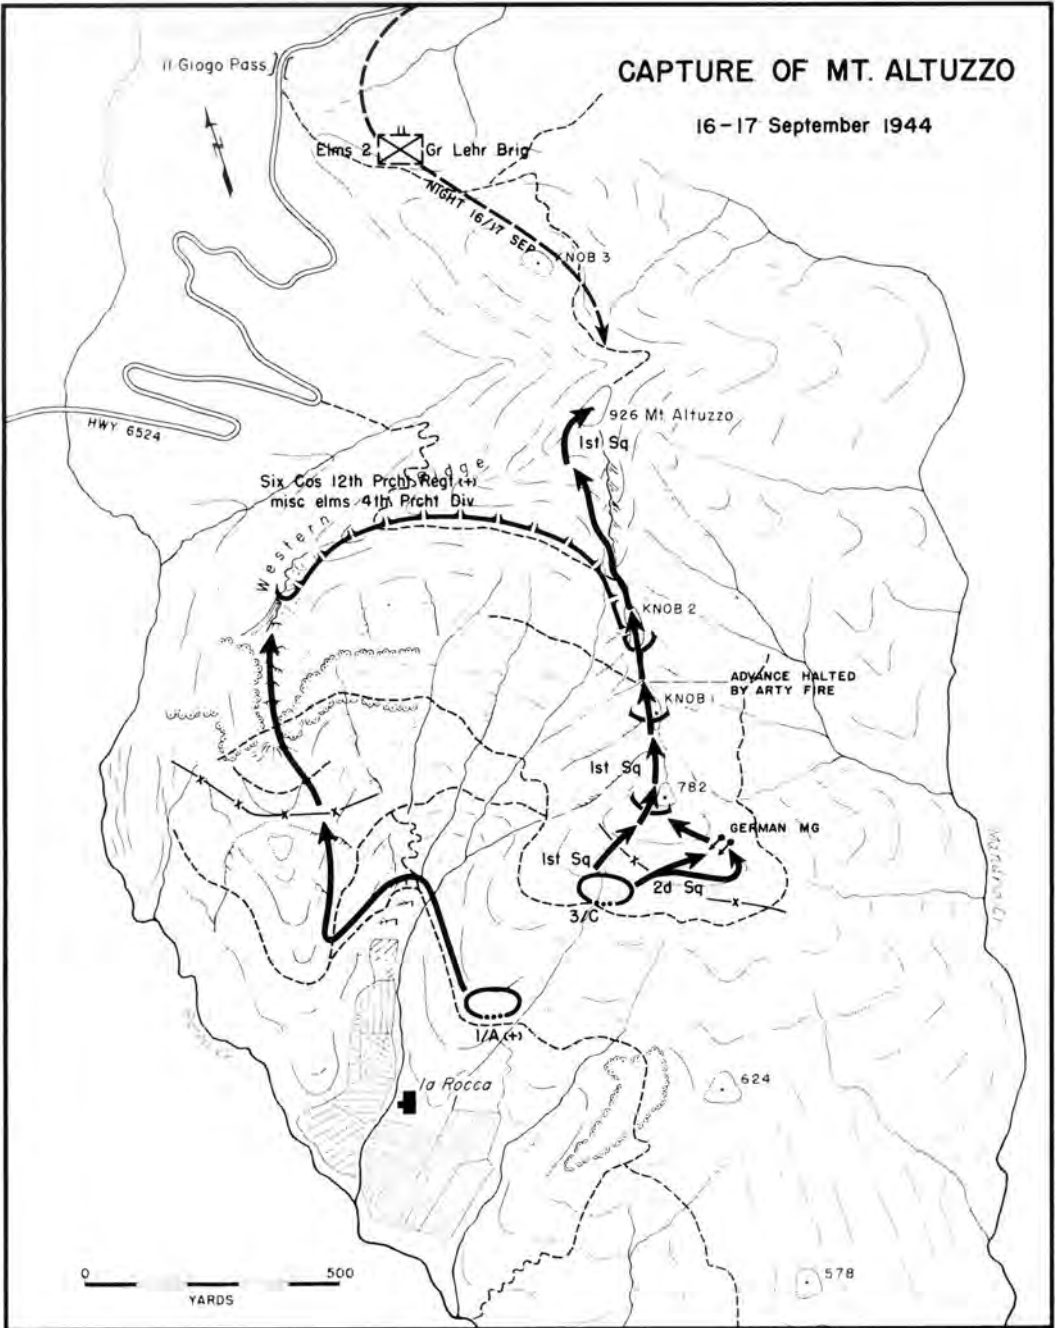 CAPTURE OF MT. ALTUZZO
16-17 September 1944
Il Giogo Pass
N
Elms 2
II
Gr Lehr Brig
NIGHT 16/17 SEP
KNOB 3
HWY 6524
926 Mt. Altuzzo
1st Sq
Western Ridge
Six Cos 12th Prcht Regt (+)
misc elms 4th Prcht Div
KNOB 2
ADVANCE HALTED
BY ARTY FIRE
KNOB 1
1st Sq
782
GERMAN MG
1st Sq
2d Sq
3/C
1/A (+)
la Rocca
624
578
0 500
YARDS